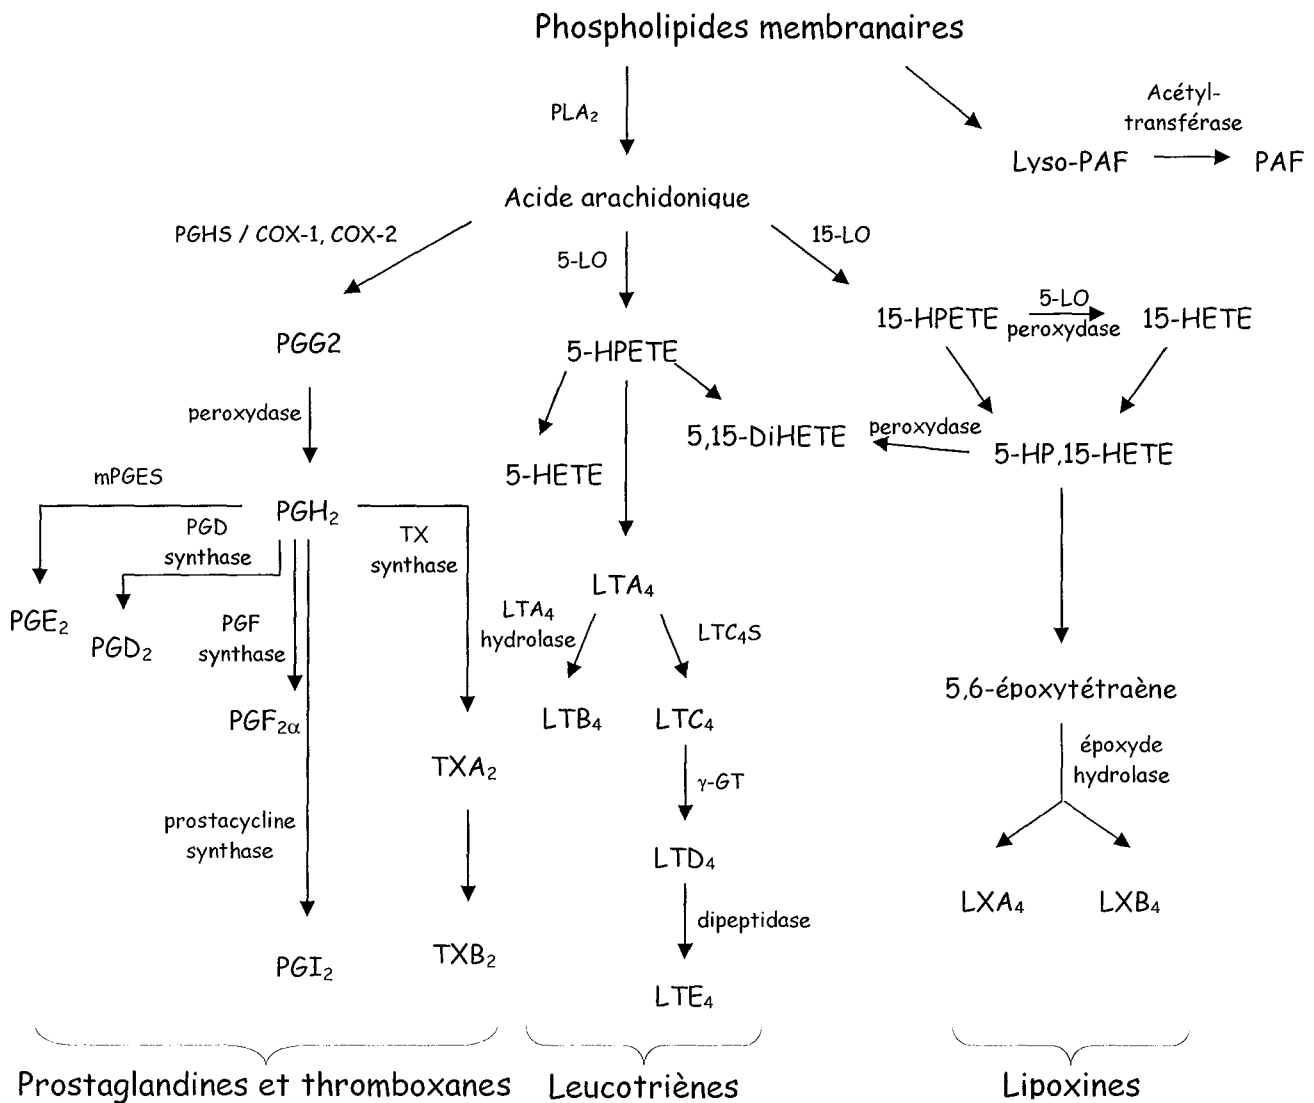 Phospholipides membranaires
PLA₂
Acétyl-
transférase
Lyso-PAF
PAF
Acide arachidonique
PGHS / COX-1, COX-2
5-LO
15-LO
PGG2
5-HPETE
15-HPETE
5-LO
peroxydase
15-HETE
peroxydase
5-HETE
5,15-DiHETE
peroxydase
5-HP,15-HETE
mPGES
PGH₂
PGD
synthase
TX
synthase
PGE₂
PGD₂
PGF
synthase
LTA₄
LTA₄
hydrolase
LTC₄S
PGF₂α
LTB₄
LTC₄
5,6-époxytétraène
époxyde
hydrolase
TXA₂
γ-GT
prostacycline
synthase
LTD₄
LXA₄
LXB₄
dipeptidase
PGI₂
TXB₂
LTE₄
Prostaglandines et thromboxanes
Leucotriènes
Lipoxines